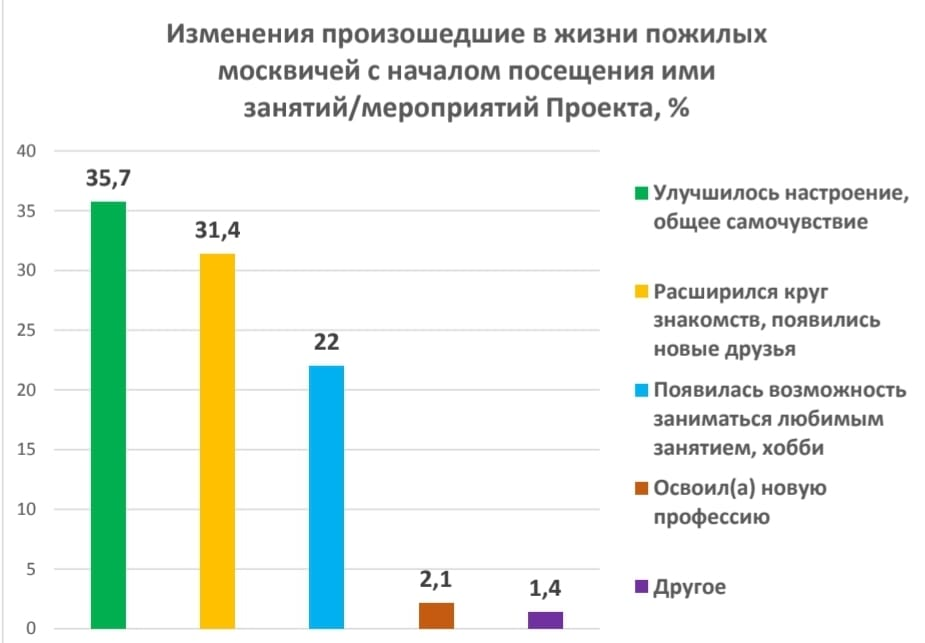 Изменения произошедшие в жизни пожилых
москвичей с началом посещения ими
занятий/мероприятий Проекта, %
40
35
30
25
20
15
10
5
0
35,7
31,4
22
2,1
1,4
Улучшилось настроение,
общее самочувствие
Расширился круг
знакомств, появились
новые друзья
Появилась возможность
заниматься любимым
занятием, хобби
Освоил(а) новую
профессию
Другое